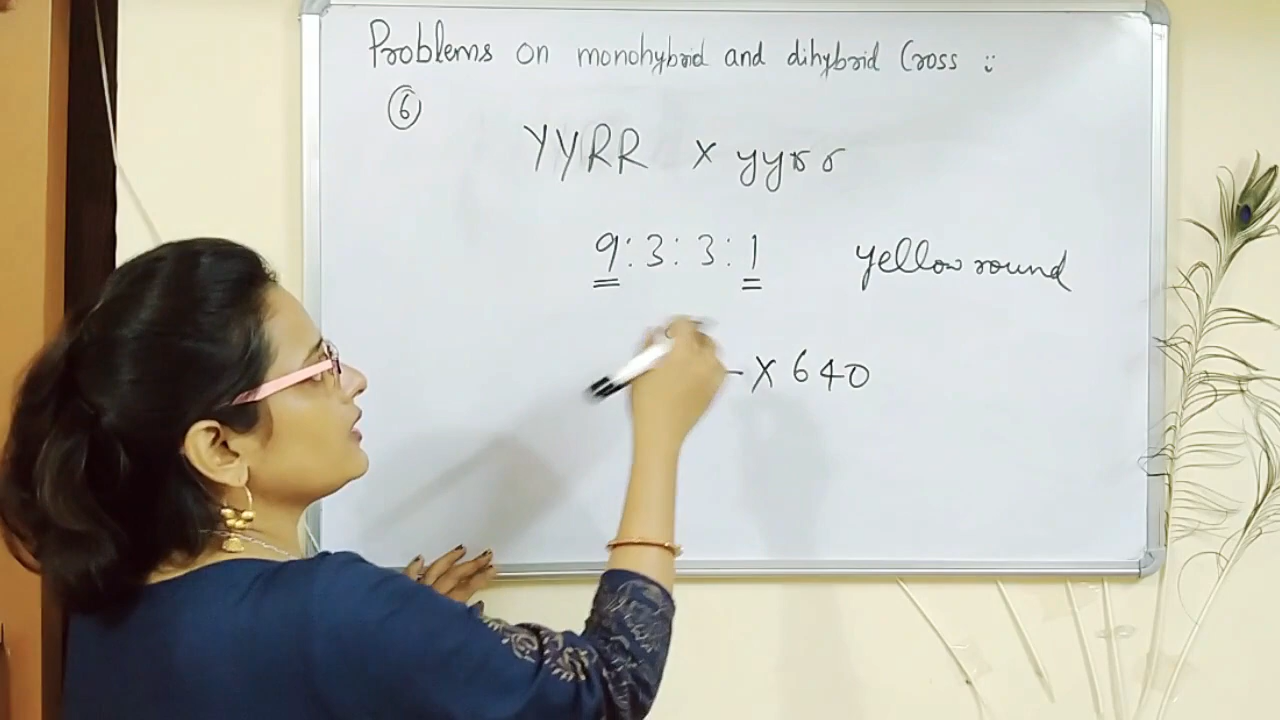 Problems on monohybrid and dihybrid Cross :
6
YYRR x yyrr
9:3:3:1 yellow round
x 640